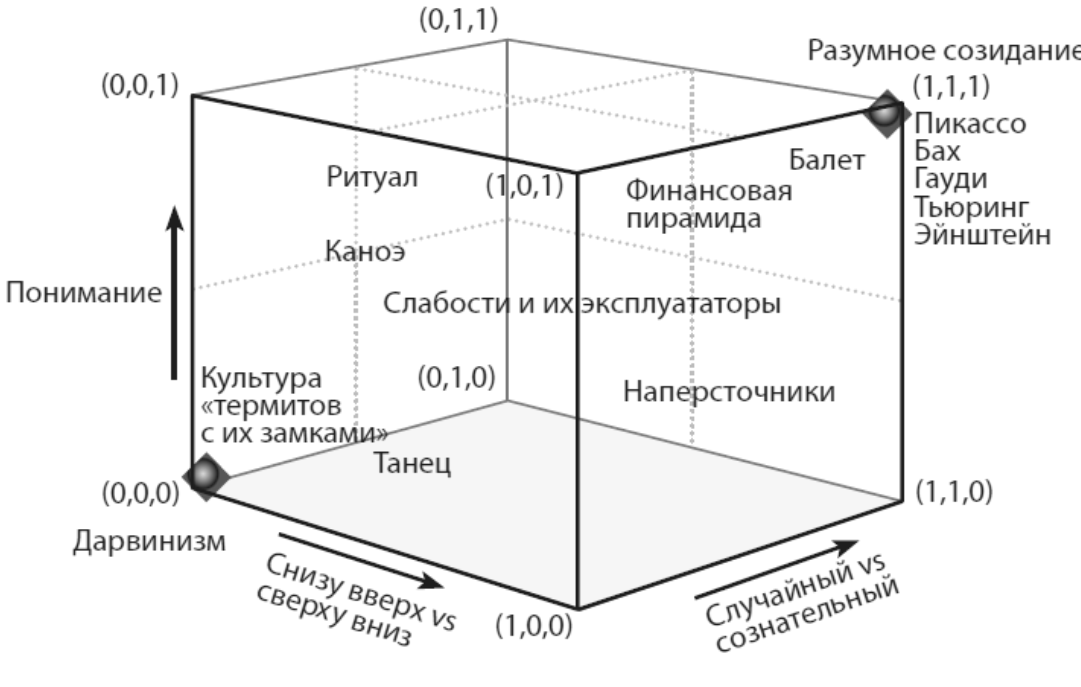 (0,1,1)
Разумное созидание
(0,0,1)
(1,1,1)
Пикассо
Бах
Гауди
Тьюринг
Эйнштейн
Балет
Ритуал
(1,0,1)
Финансовая
пирамида
Каноэ
Понимание
Слабости и их эксплуататоры
Культура
«термитов
с их замками»
(0,1,0)
Наперсточники
Танец
(0,0,0)
(1,1,0)
Дарвинизм
Снизу вверх vs
сверху вниз
(1,0,0)
Случайный vs
сознательный